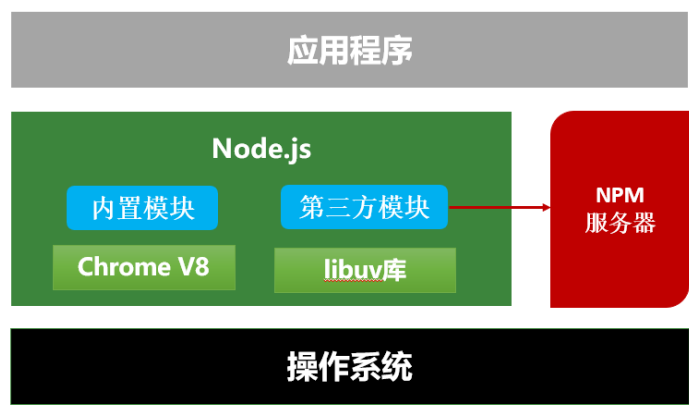 应用程序
Node.js
内置模块
第三方模块
NPM
服务器
Chrome V8
libuv库
操作系统